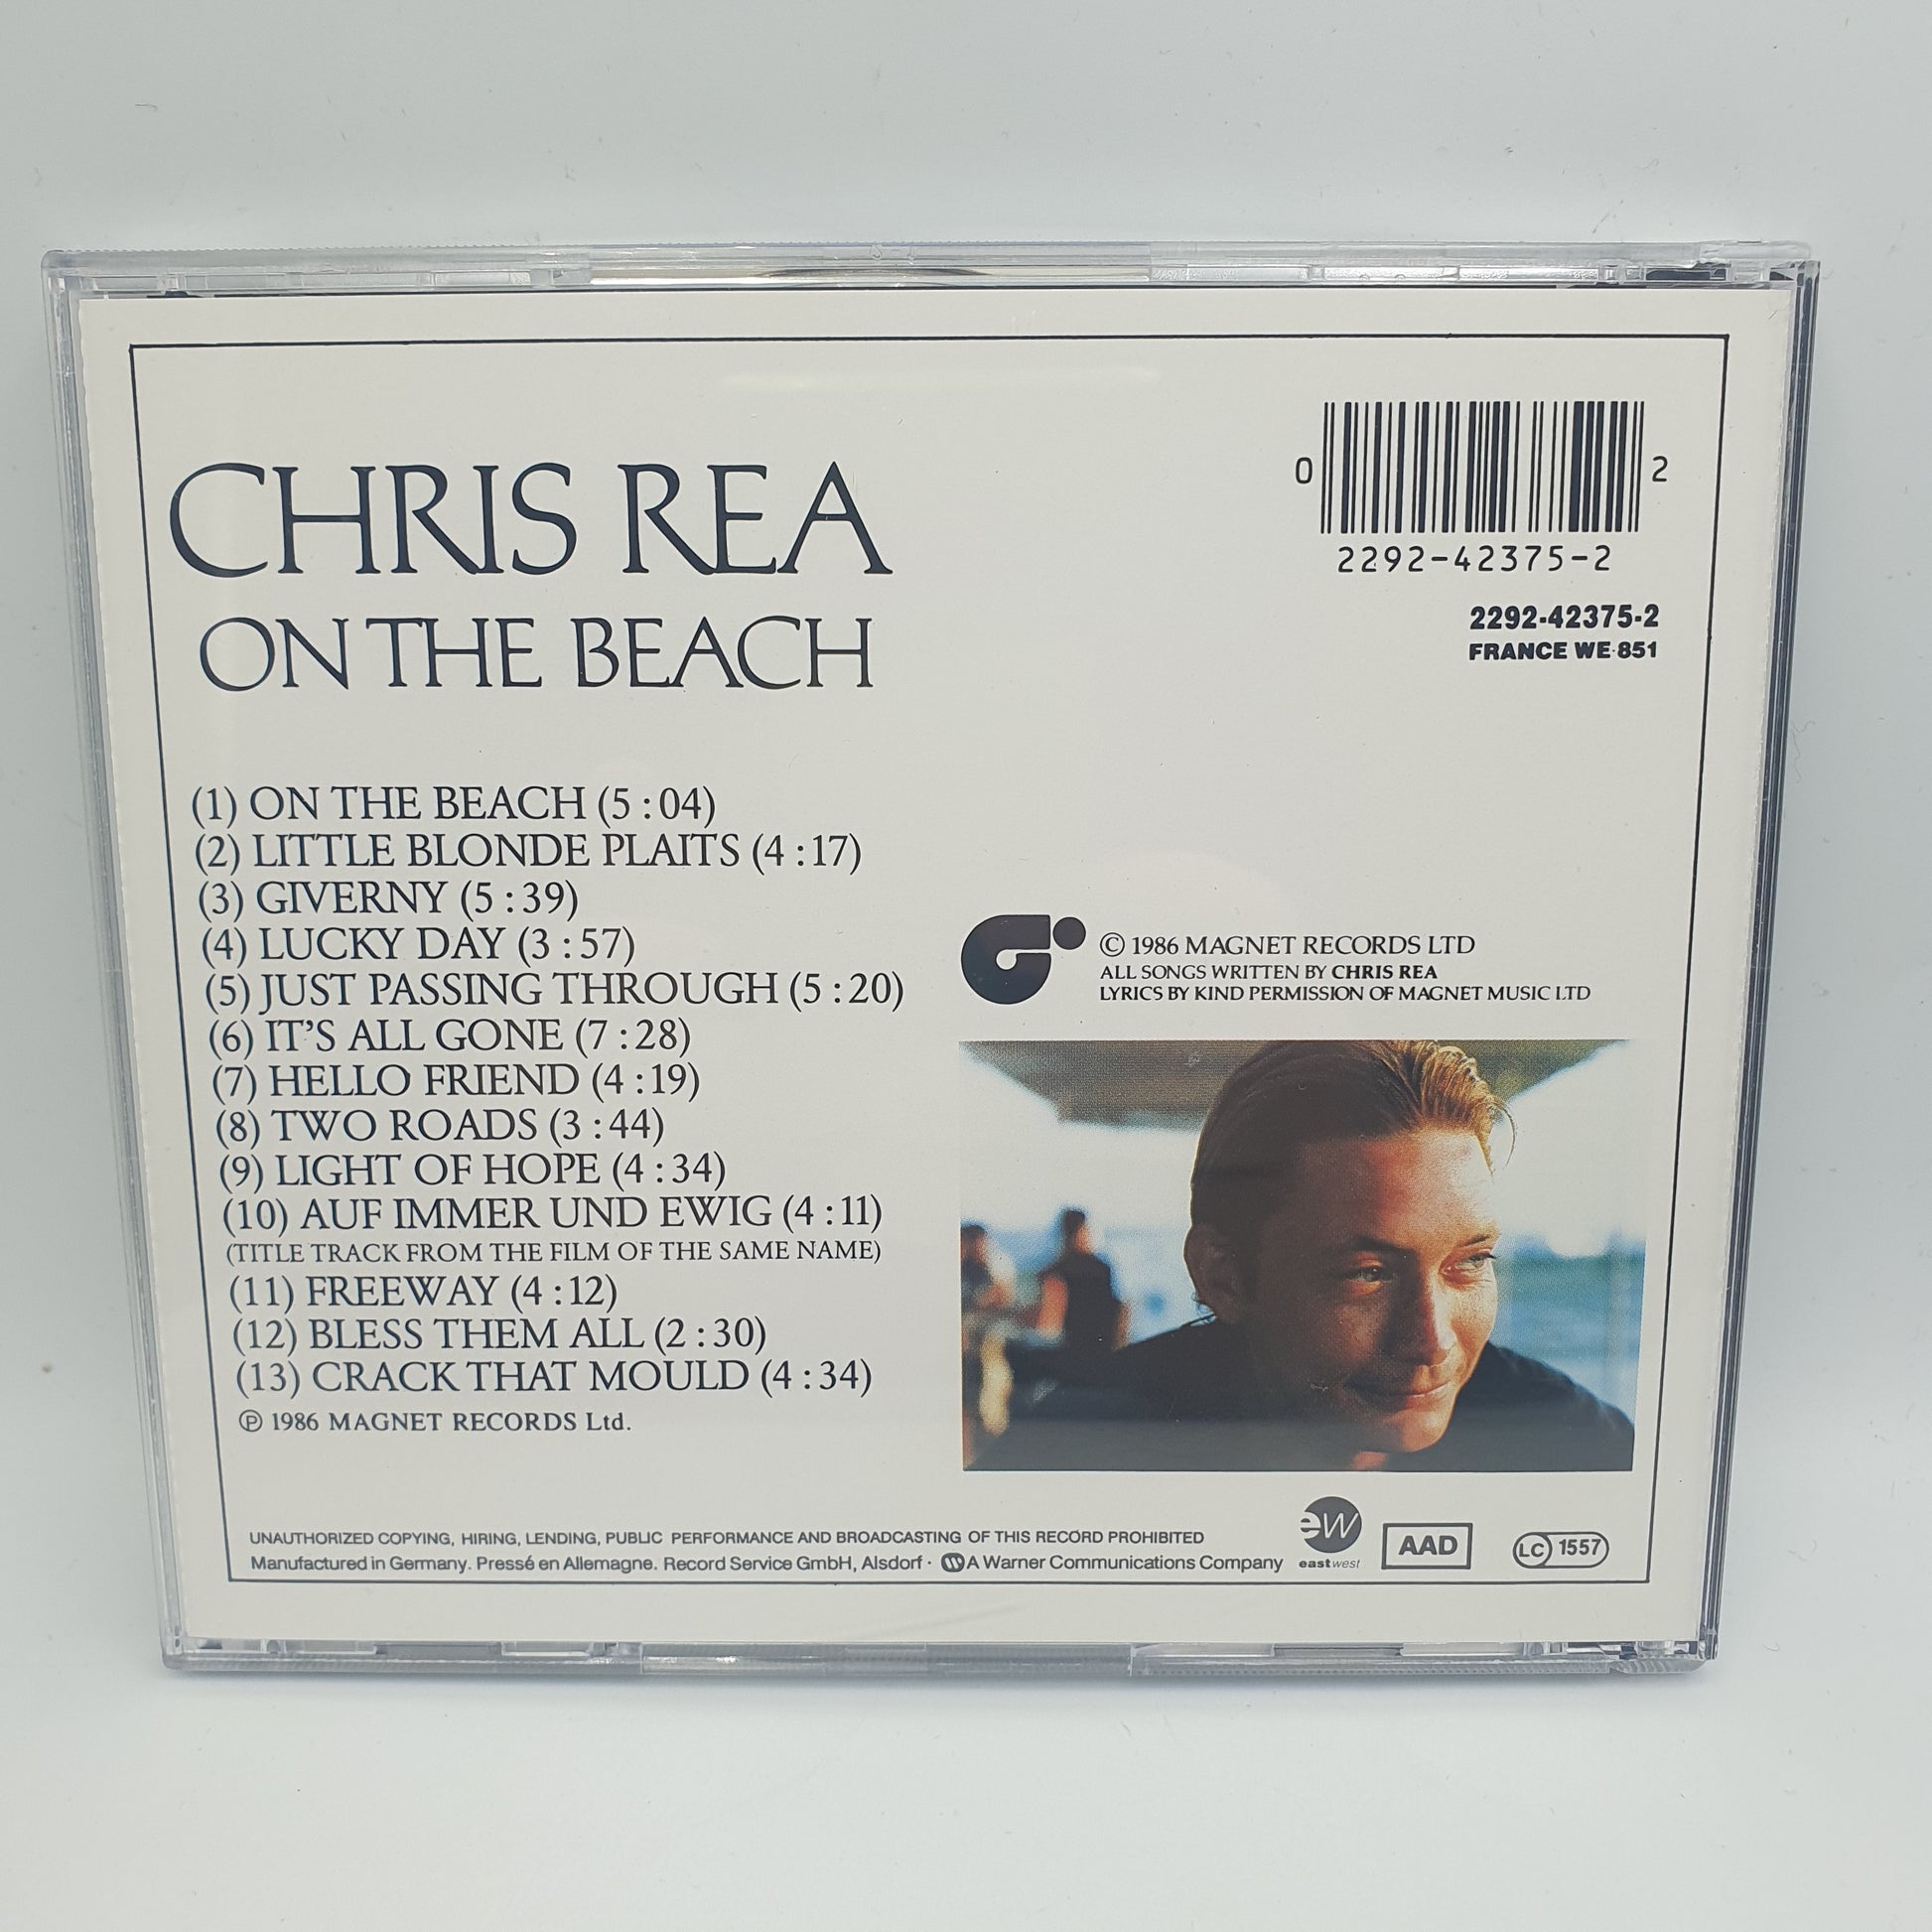 CHRIS REA
ON THE BEACH
0 2
2292-42375-2
2292-42375-2
FRANCE WE 851
(1) ON THE BEACH (5 : 04)
(2) LITTLE BLONDE PLAITS (4 : 17)
(3) GIVERNY (5 : 39)
(4) LUCKY DAY (3 : 57)
(5) JUST PASSING THROUGH (5 : 20)
(6) IT'S ALL GONE (7 : 28)
(7) HELLO FRIEND (4 : 19)
(8) TWO ROADS (3 : 44)
(9) LIGHT OF HOPE (4 : 34)
(10) AUF IMMER UND EWIG (4 : 11)
(TITLE TRACK FROM THE FILM OF THE SAME NAME)
(11) FREEWAY (4 : 12)
(12) BLESS THEM ALL (2 : 30)
(13) CRACK THAT MOULD (4 : 34)
℗ 1986 MAGNET RECORDS Ltd.
© 1986 MAGNET RECORDS LTD
ALL SONGS WRITTEN BY CHRIS REA
LYRICS BY KIND PERMISSION OF MAGNET MUSIC LTD
UNAUTHORIZED COPYING, HIRING, LENDING, PUBLIC PERFORMANCE AND BROADCASTING OF THIS RECORD PROHIBITED
Manufactured in Germany. Pressé en Allemagne. Record Service GmbH, Alsdorf · A Warner Communications Company
ew
eastwest
AAD
LC 1557